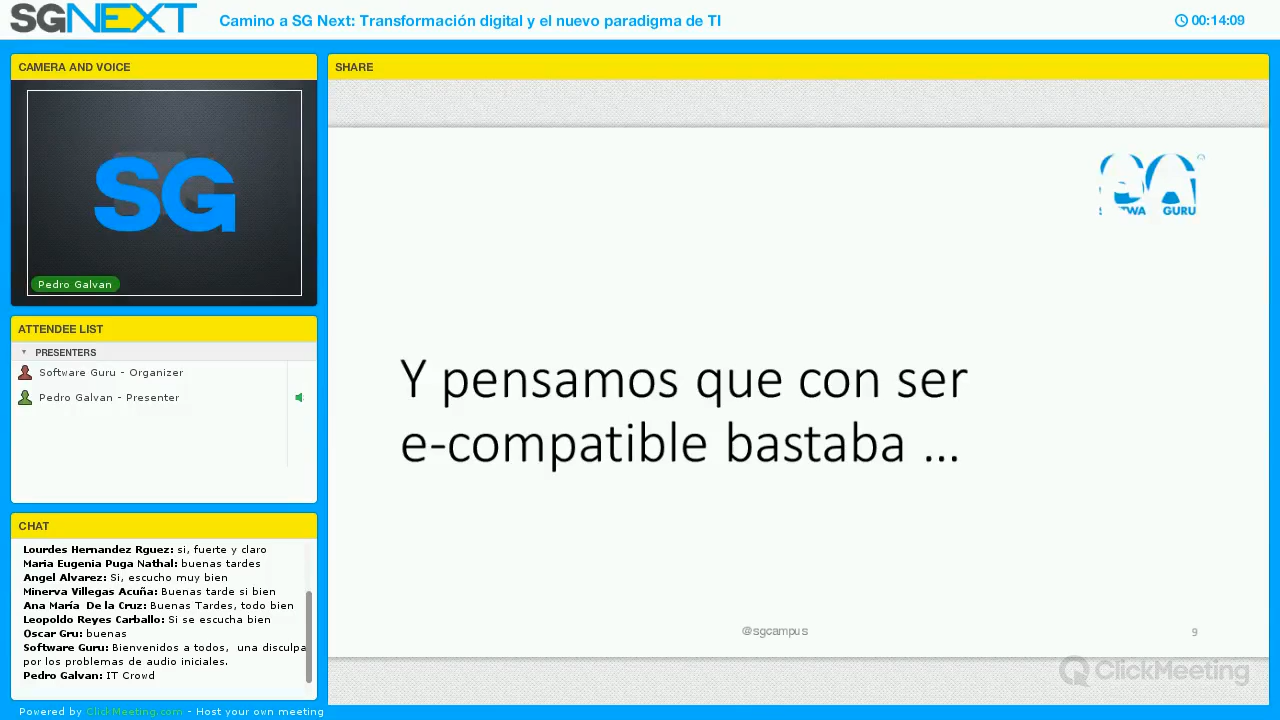 SGNEXT
Camino a SG Next: Transformación digital y el nuevo paradigma de TI
00:14:09
CAMERA AND VOICE
SG
Pedro Galvan
ATTENDEE LIST
PRESENTERS
Software Guru - Organizer
Pedro Galvan - Presenter
CHAT
Lourdes Hernandez Rguez: si, fuerte y claro
Maria Eugenia Puga Nathal: buenas tardes
Angel Alvarez: Si, escucho muy bien
Minerva Villegas Acuña: Buenas tarde si bien
Ana María De la Cruz: Buenas Tardes, todo bien
Leopoldo Reyes Carballo: Si se escucha bien
Oscar Gru: buenas
Software Guru: Bienvenidos a todos, una disculpa
por los problemas de audio iniciales.
Pedro Galvan: IT Crowd
Powered by ClickMeeting.com - Host your own meeting
SHARE
GURU
Y pensamos que con ser
e-compatible bastaba ...
@sgcampus
9
ClickMeeting